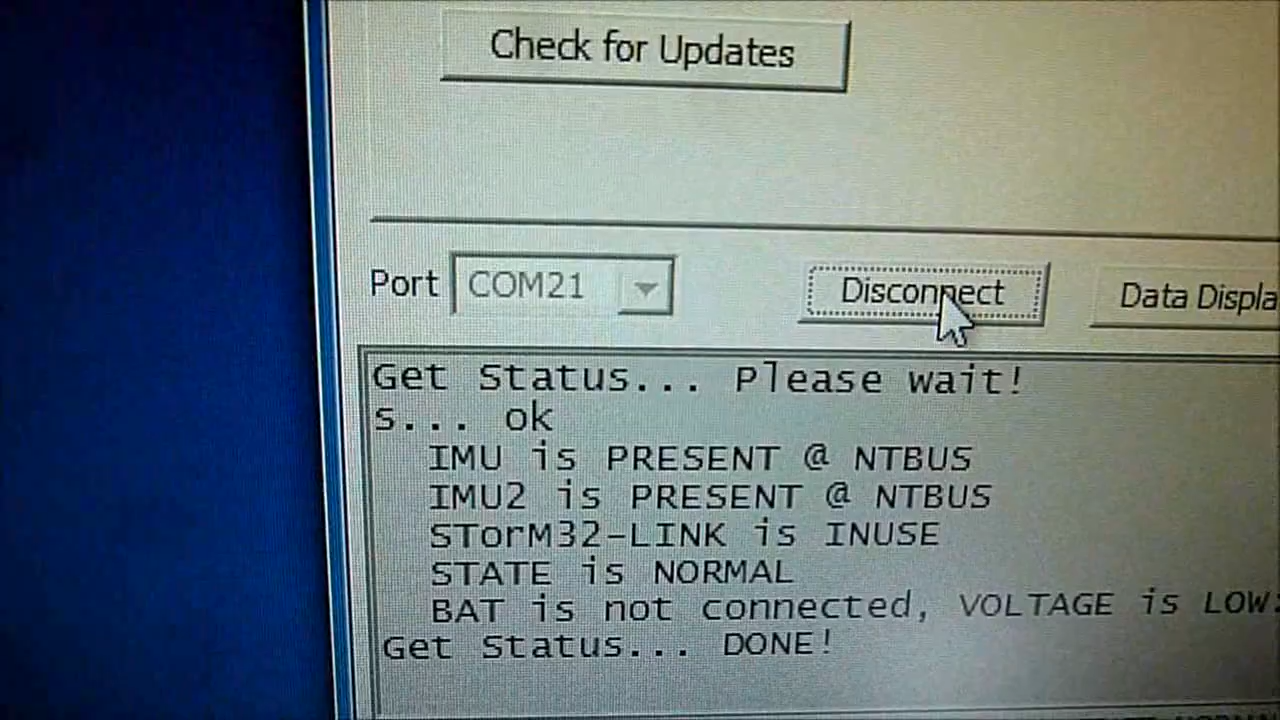 Check for Updates
Port COM21 Disconnect Data Displa
Get Status... Please wait!
s... ok
IMU is PRESENT @ NTBUS
IMU2 is PRESENT @ NTBUS
STorM32-LINK is INUSE
STATE is NORMAL
BAT is not connected, VOLTAGE is LOW:
Get Status... DONE!